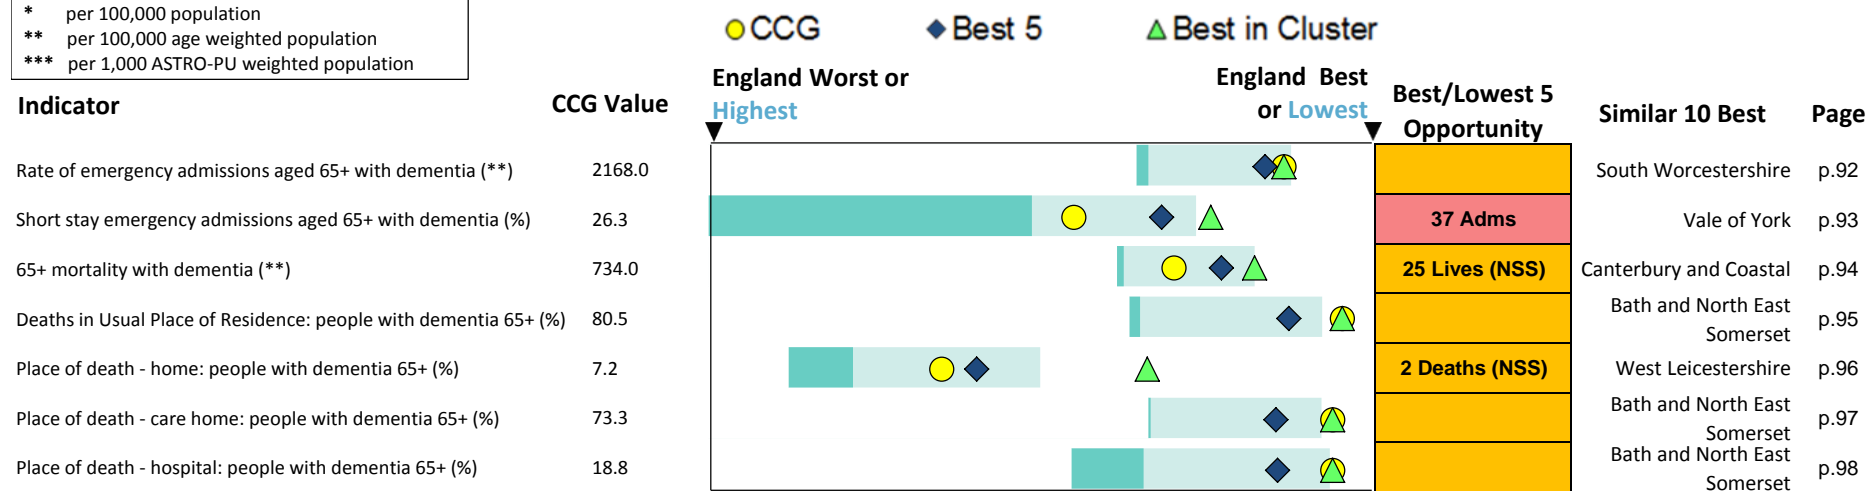 * per 100,000 population
** per 100,000 age weighted population
*** per 1,000 ASTRO-PU weighted population
CCG Best 5 Best in Cluster
Indicator CCG Value England Worst or Highest England Best or Lowest Best/Lowest 5 Opportunity Similar 10 Best Page
Rate of emergency admissions aged 65+ with dementia (**) 2168.0 South Worcestershire p.92
Short stay emergency admissions aged 65+ with dementia (%) 26.3 37 Adms Vale of York p.93
65+ mortality with dementia (**) 734.0 25 Lives (NSS) Canterbury and Coastal p.94
Deaths in Usual Place of Residence: people with dementia 65+ (%) 80.5 Bath and North East Somerset p.95
Place of death - home: people with dementia 65+ (%) 7.2 2 Deaths (NSS) West Leicestershire p.96
Place of death - care home: people with dementia 65+ (%) 73.3 Bath and North East Somerset p.97
Place of death - hospital: people with dementia 65+ (%) 18.8 Bath and North East Somerset p.98